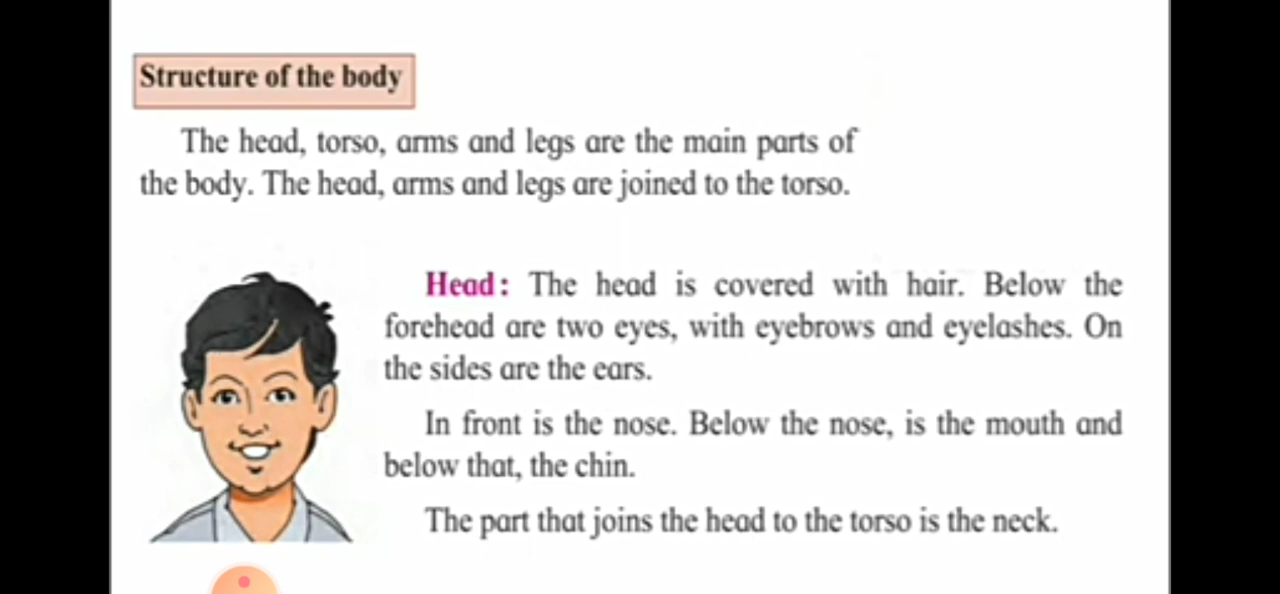 Structure of the body
The head, torso, arms and legs are the main parts of
the body. The head, arms and legs are joined to the torso.
Head: The head is covered with hair. Below the
forehead are two eyes, with eyebrows and eyelashes. On
the sides are the ears.
In front is the nose. Below the nose, is the mouth and
below that, the chin.
The part that joins the head to the torso is the neck.